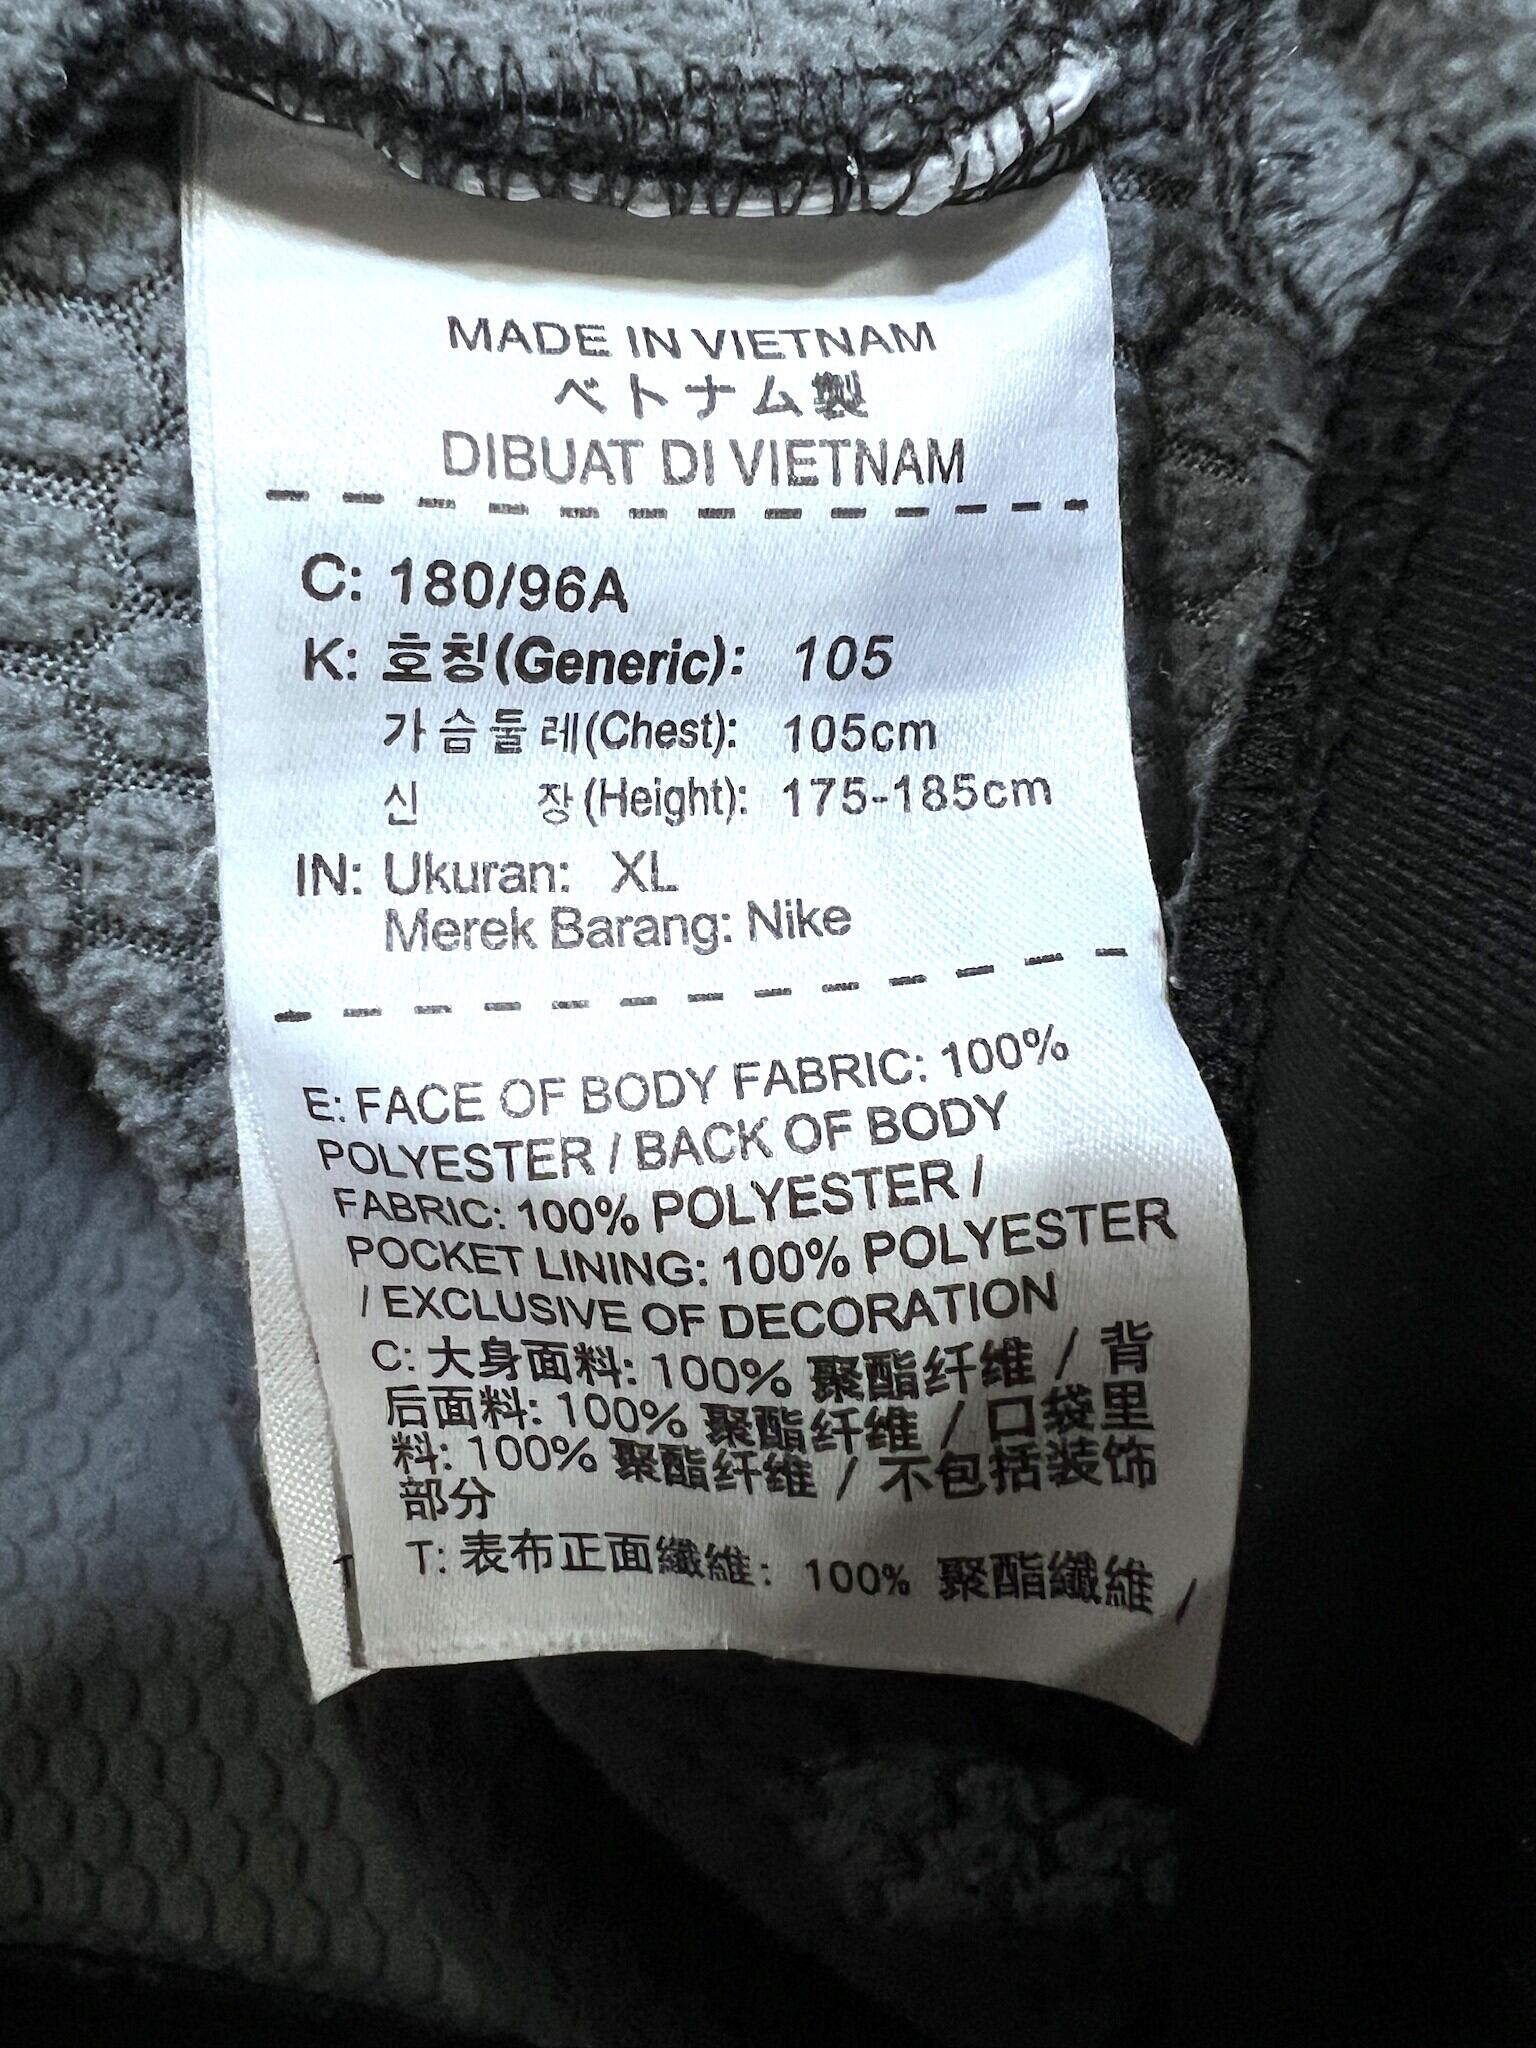 MADE IN VIETNAM
ベトナム製
DIBUAT DI VIETNAM
C: 180/96A
K: 호칭(Generic): 105
가슴둘레(Chest): 105cm
신 장(Height): 175-185cm
IN: Ukuran: XL
Merek Barang: Nike
E: FACE OF BODY FABRIC: 100%
POLYESTER / BACK OF BODY
FABRIC: 100% POLYESTER /
POCKET LINING: 100% POLYESTER
/ EXCLUSIVE OF DECORATION
C: 大身面料: 100% 聚酯纤维 / 背
后面料: 100% 聚酯纤维 / 口袋里
料: 100% 聚酯纤维 / 不包括装饰
部分
T: 表布正面纖維: 100% 聚酯纖維 /